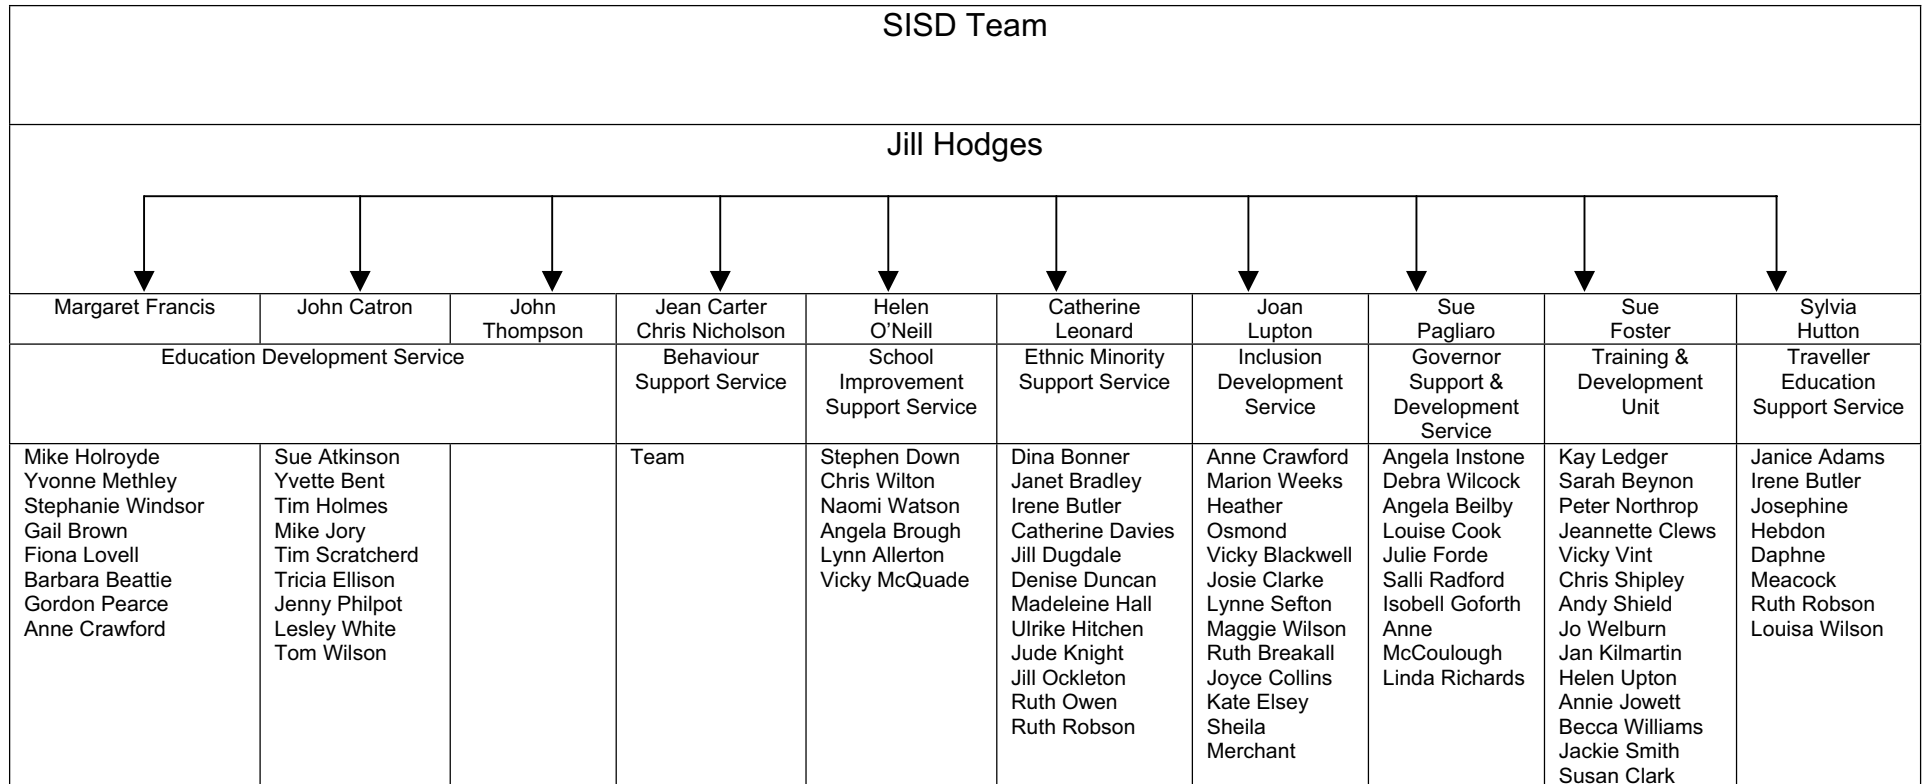 SISD Team
Jill Hodges
Margaret Francis
John Catron
John
Thompson
Jean Carter
Chris Nicholson
Helen
O'Neill
Catherine
Leonard
Joan
Lupton
Sue
Pagliaro
Sue
Foster
Sylvia
Hutton
Education Development Service
Behaviour
Support Service
School
Improvement
Support Service
Ethnic Minority
Support Service
Inclusion
Development
Service
Governor
Support &
Development
Service
Training &
Development
Unit
Traveller
Education
Support Service
Mike Holroyde
Yvonne Methley
Stephanie Windsor
Gail Brown
Fiona Lovell
Barbara Beattie
Gordon Pearce
Anne Crawford
Sue Atkinson
Yvette Bent
Tim Holmes
Mike Jory
Tim Scratcherd
Tricia Ellison
Jenny Philpot
Lesley White
Tom Wilson
Team
Stephen Down
Chris Wilton
Naomi Watson
Angela Brough
Lynn Allerton
Vicky McQuade
Dina Bonner
Janet Bradley
Irene Butler
Catherine Davies
Jill Dugdale
Denise Duncan
Madeleine Hall
Ulrike Hitchen
Jude Knight
Jill Ockleton
Ruth Owen
Ruth Robson
Anne Crawford
Marion Weeks
Heather
Osmond
Vicky Blackwell
Josie Clarke
Lynne Sefton
Maggie Wilson
Ruth Breakall
Joyce Collins
Kate Elsey
Sheila
Merchant
Angela Instone
Debra Wilcock
Angela Beilby
Louise Cook
Julie Forde
Salli Radford
Isobell Goforth
Anne
McCoulough
Linda Richards
Kay Ledger
Sarah Beynon
Peter Northrop
Jeannette Clews
Vicky Vint
Chris Shipley
Andy Shield
Jo Welburn
Jan Kilmartin
Helen Upton
Annie Jowett
Becca Williams
Jackie Smith
Susan Clark
Janice Adams
Irene Butler
Josephine
Hebdon
Daphne
Meacock
Ruth Robson
Louisa Wilson